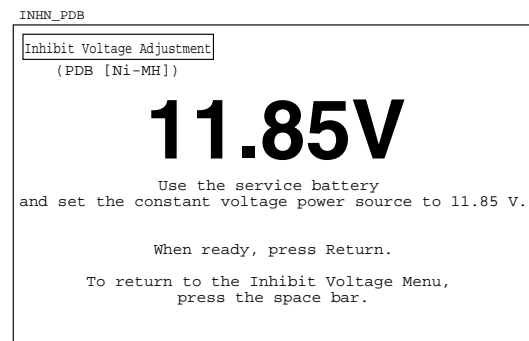 INHN_PDB
Inhibit Voltage Adjustment
(PDB [Ni-MH])
11.85V
Use the service battery
and set the constant voltage power source to 11.85 V.
When ready, press Return.
To return to the Inhibit Voltage Menu,
press the space bar.